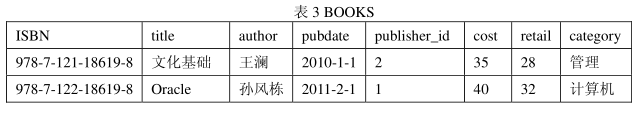 表 3 BOOKS
ISBN title author pubdate publisher_id cost retail category
978-7-121-18619-8 文化基础 王澜 2010-1-1 2 35 28 管理
978-7-122-18619-8 Oracle 孙风栋 2011-2-1 1 40 32 计算机